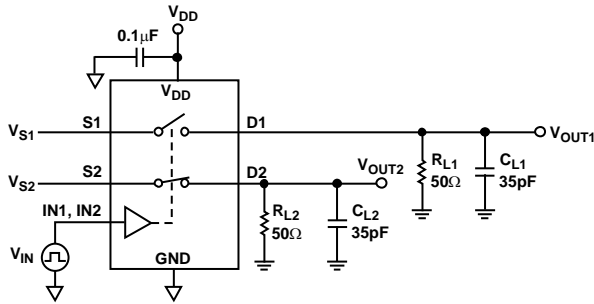 VDD
0.1µF
VDD
VS1
S1
D1
VOUT1
VS2
S2
D2
VOUT2
RL1
50Ω
CL1
35pF
IN1, IN2
RL2
50Ω
CL2
35pF
VIN
GND